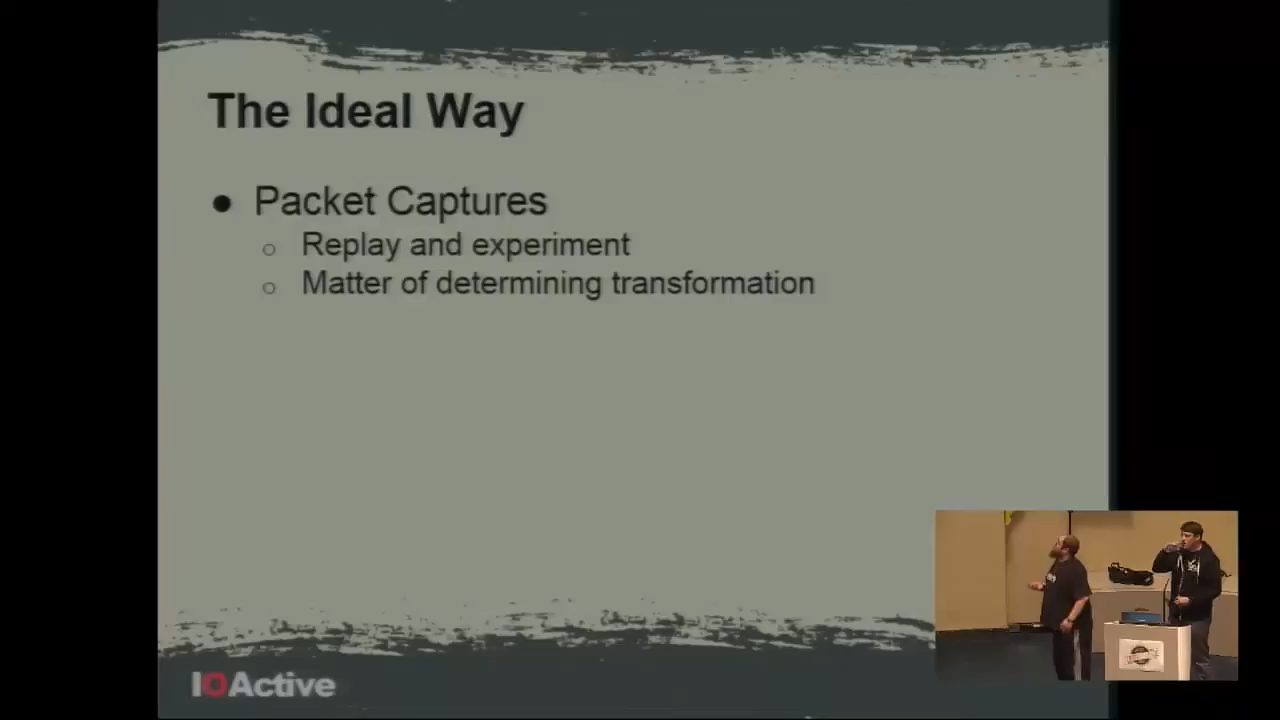 The Ideal Way
● Packet Captures
○ Replay and experiment
○ Matter of determining transformation
IOActive